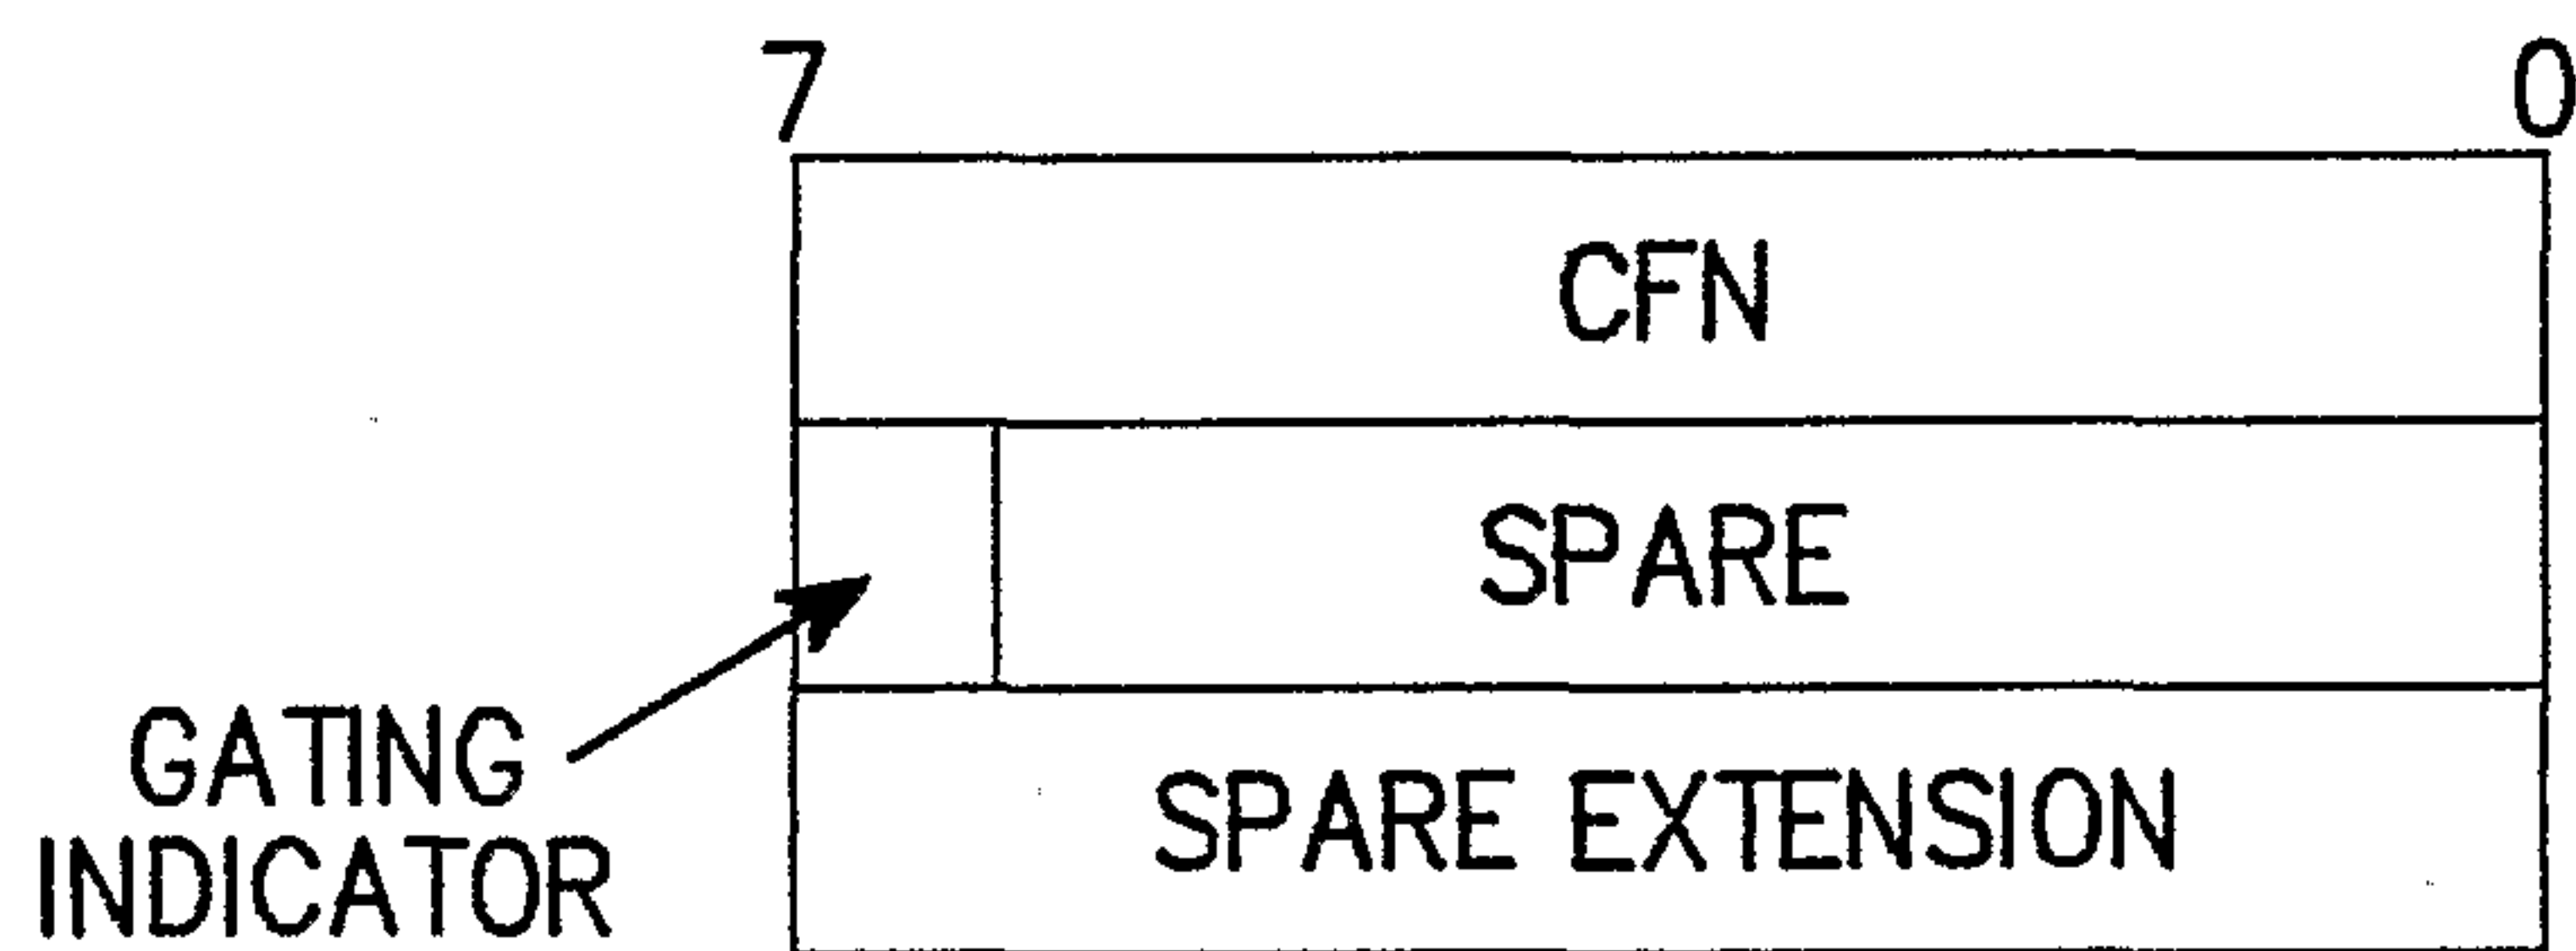 7 0
CFN
SPARE
GATING
INDICATOR
SPARE EXTENSION